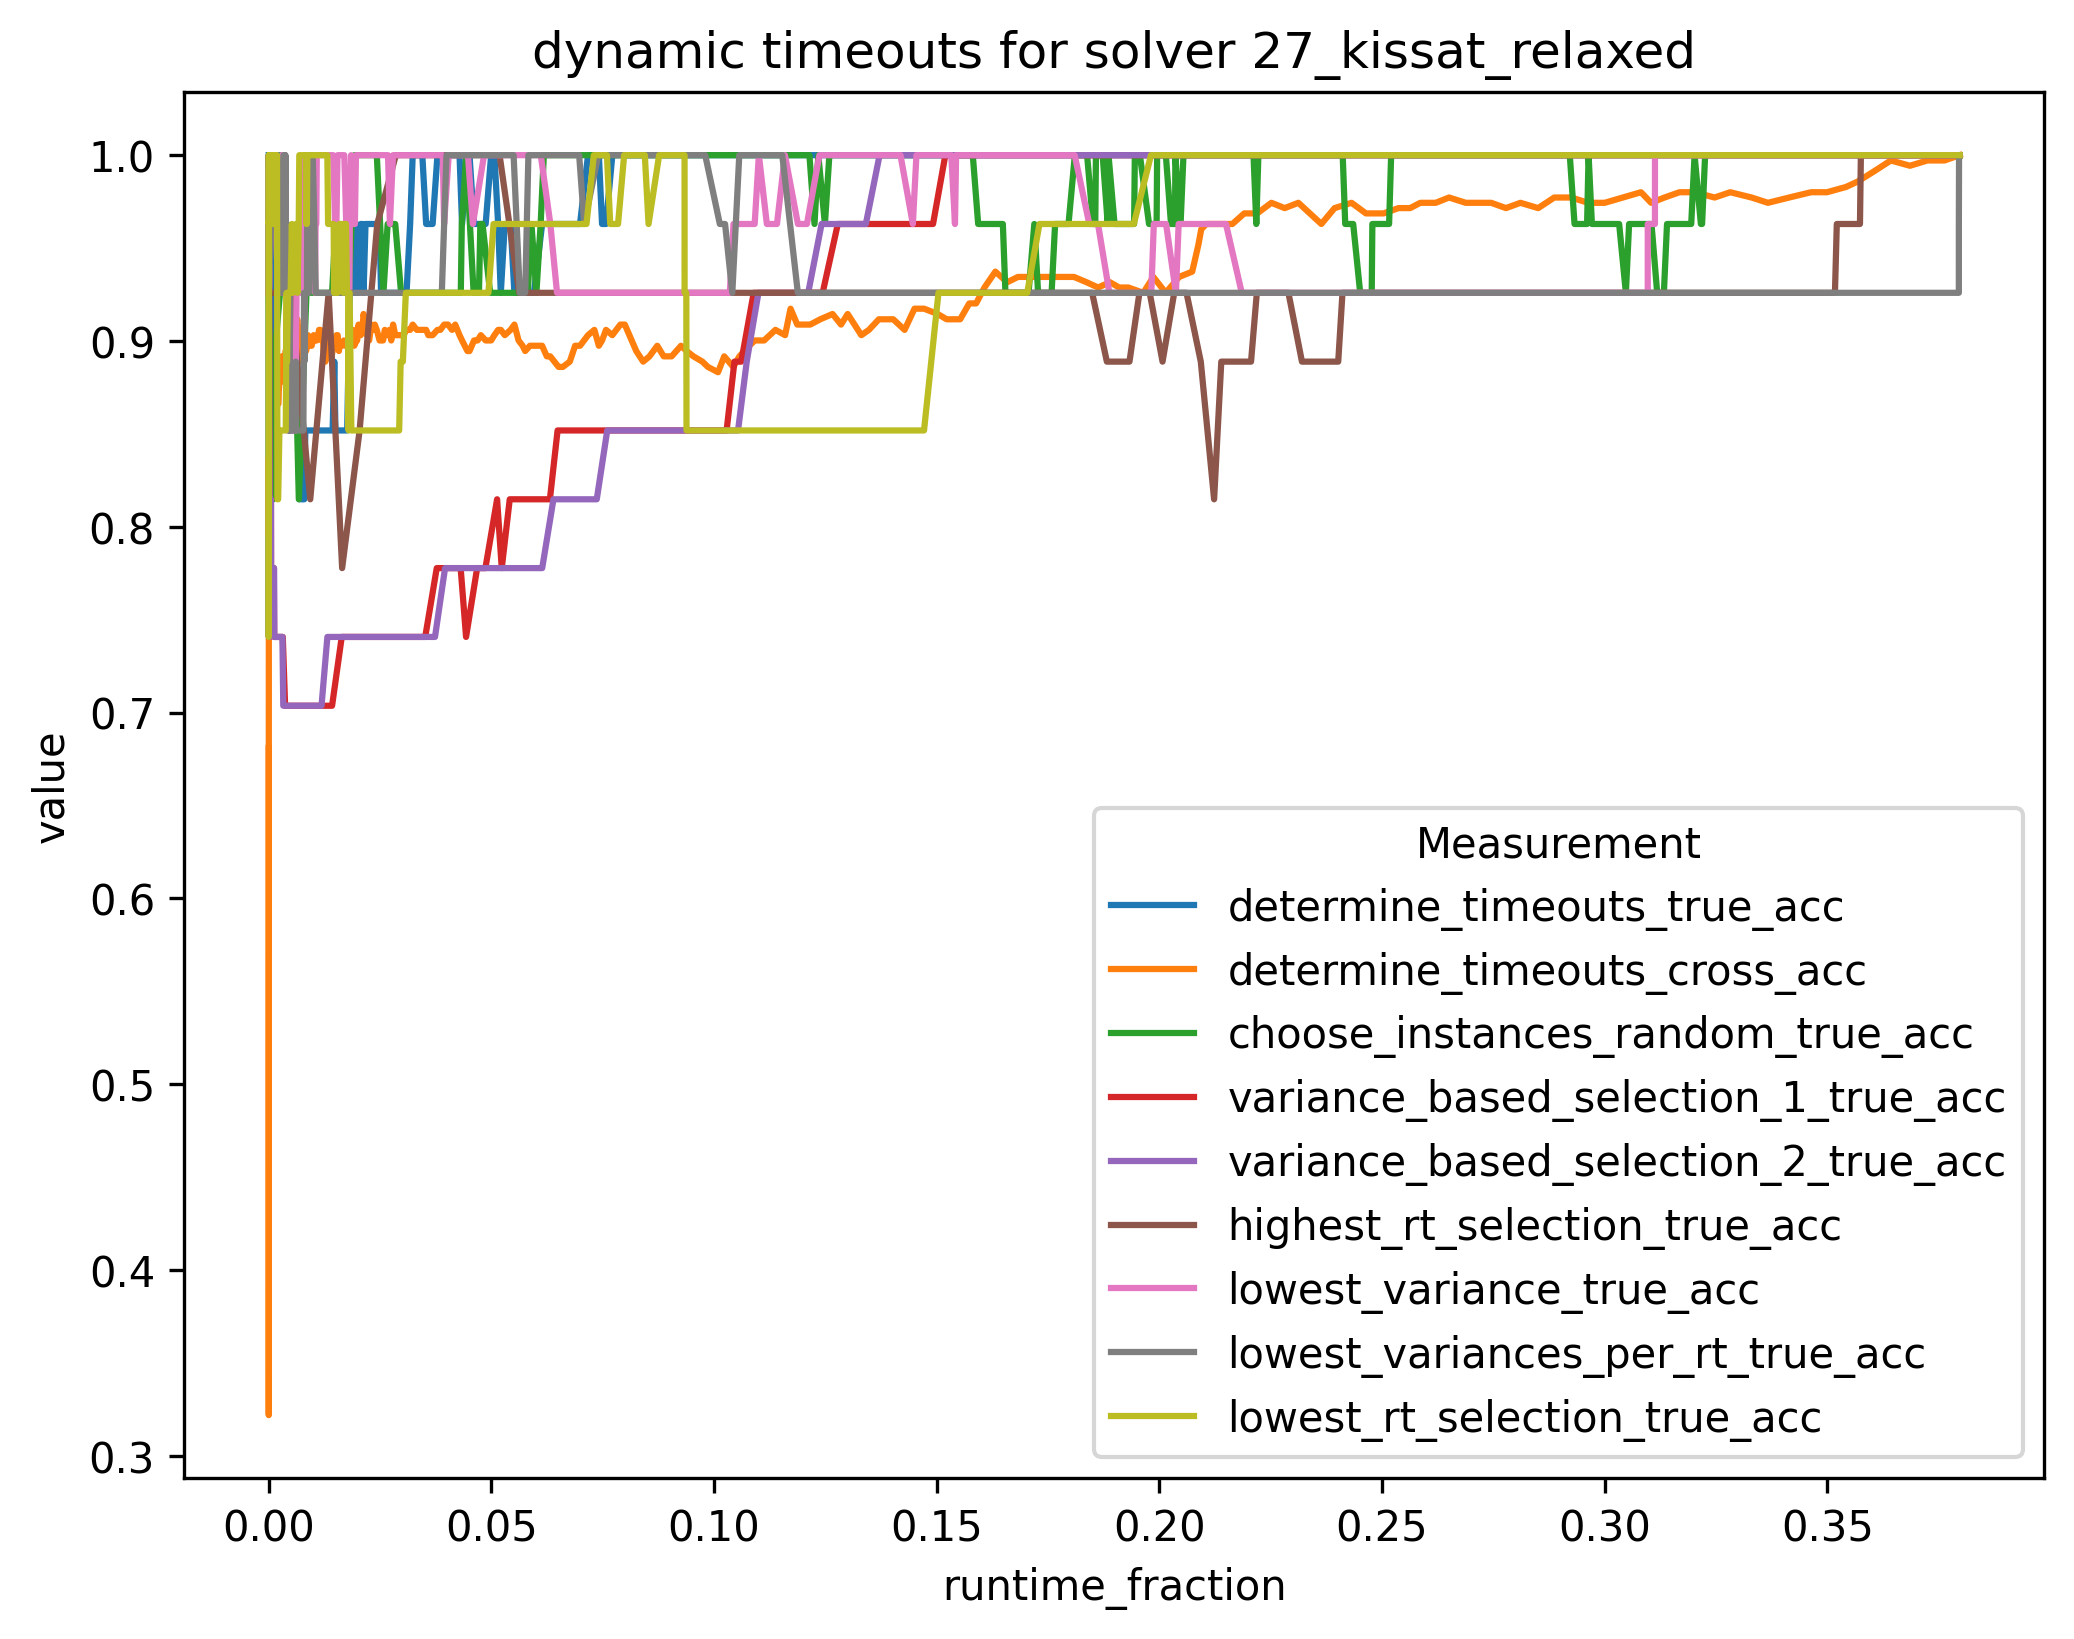 dynamic timeouts for solver 27_kissat_relaxed
1.0
0.9
0.8
0.7
0.6
0.5
0.4
0.3
value
Measurement
determine_timeouts_true_acc
determine_timeouts_cross_acc
choose_instances_random_true_acc
variance_based_selection_1_true_acc
variance_based_selection_2_true_acc
highest_rt_selection_true_acc
lowest_variance_true_acc
lowest_variances_per_rt_true_acc
lowest_rt_selection_true_acc
0.00 0.05 0.10 0.15 0.20 0.25 0.30 0.35
runtime_fraction